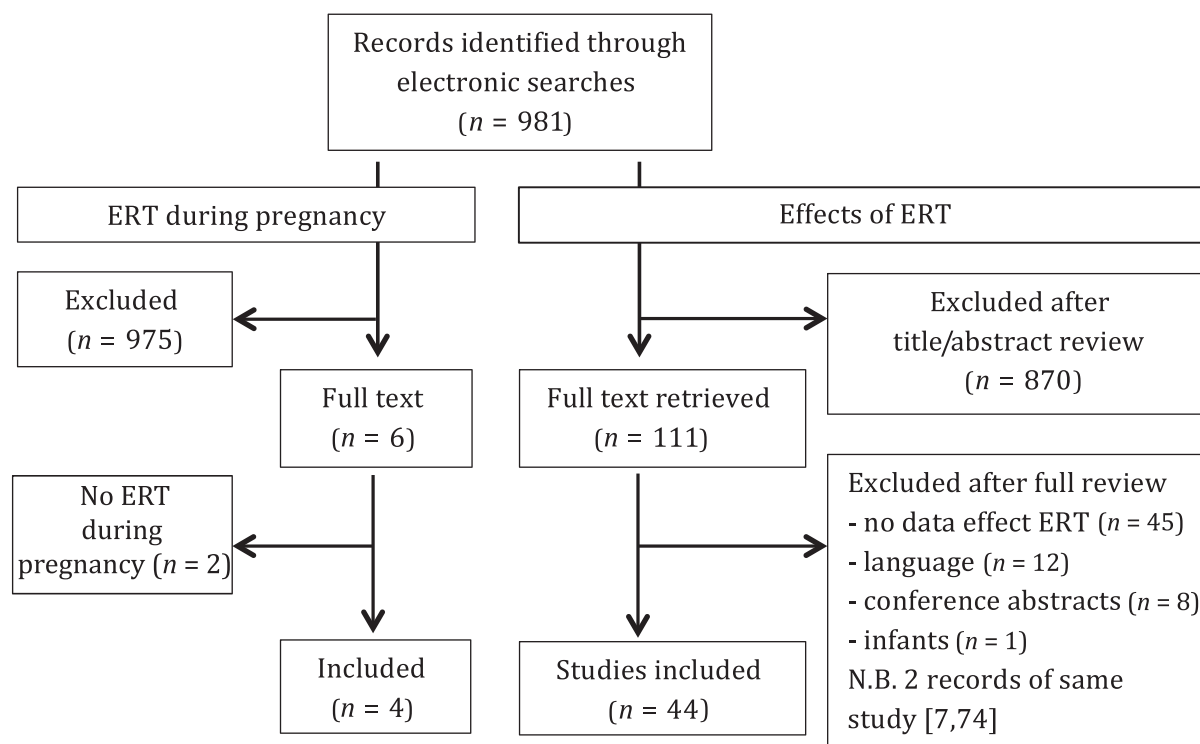 Records identified through
electronic searches
(n = 981)
ERT during pregnancy
Effects of ERT
Excluded
(n = 975)
Excluded after
title/abstract review
(n = 870)
Full text
(n = 6)
Full text retrieved
(n = 111)
No ERT
during
pregnancy (n = 2)
Excluded after full review
- no data effect ERT (n = 45)
- language (n = 12)
- conference abstracts (n = 8)
- infants (n = 1)
N.B. 2 records of same
study [7,74]
Included
(n = 4)
Studies included
(n = 44)